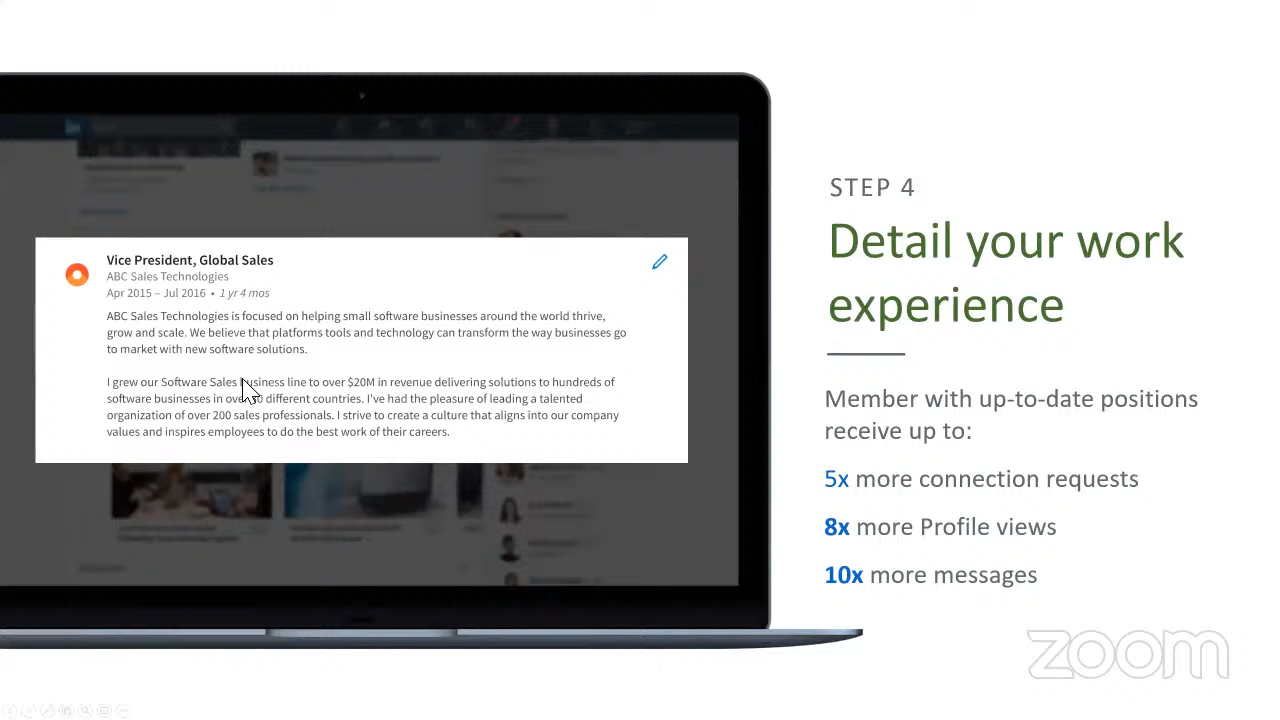 Vice President, Global Sales
ABC Sales Technologies
Apr 2015 – Jul 2016 • 1 yr 4 mos
ABC Sales Technologies is focused on helping small software businesses around the world thrive,
grow and scale. We believe that platforms tools and technology can transform the way businesses go
to market with new software solutions.
I grew our Software Sales business line to over $20M in revenue delivering solutions to hundreds of
software businesses in over different countries. I've had the pleasure of leading a talented
organization of over 200 sales professionals. I strive to create a culture that aligns into our company
values and inspires employees to do the best work of their careers.
STEP 4
Detail your work
experience
Member with up-to-date positions
receive up to:
5x more connection requests
8x more Profile views
10x more messages
zoom